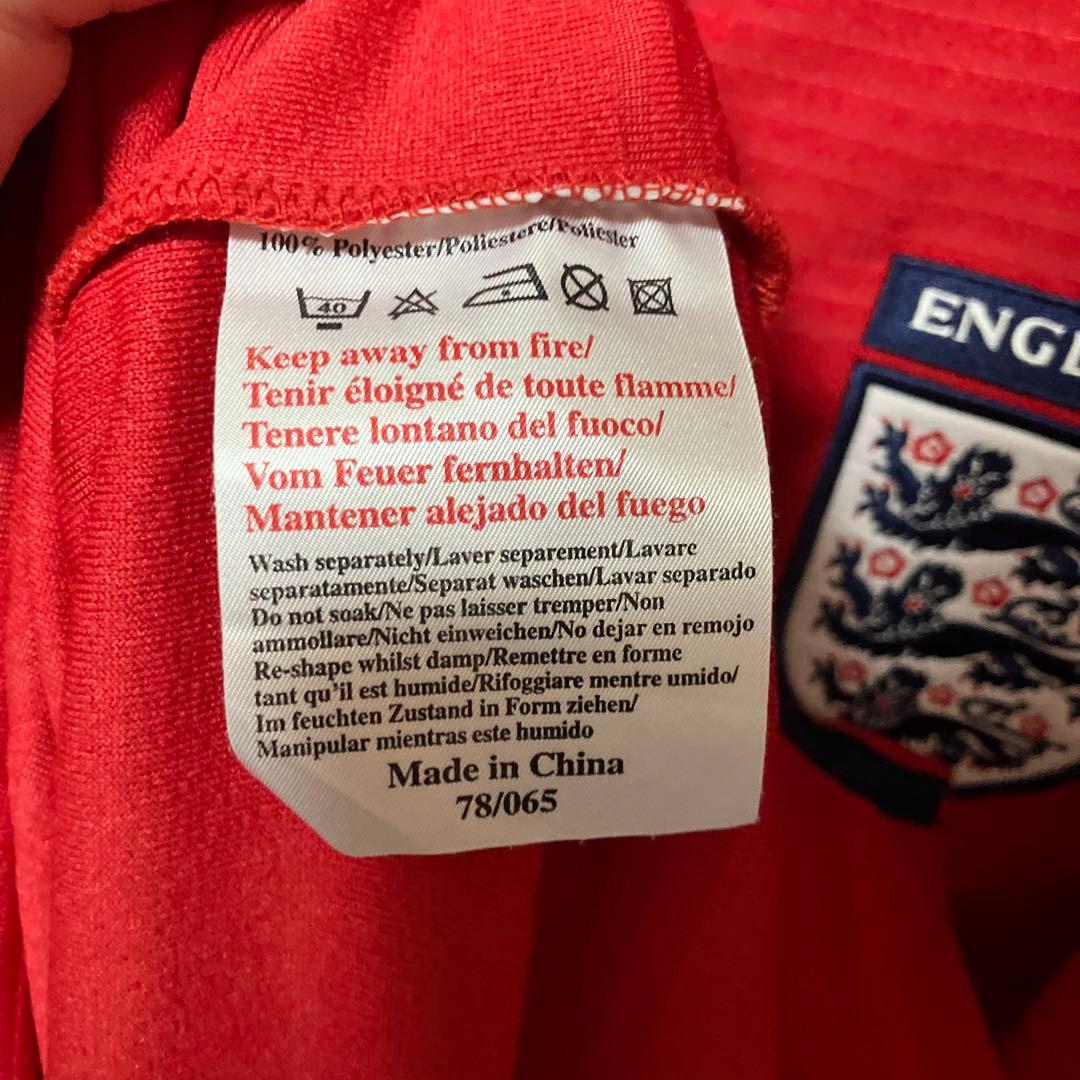 100% Polyester/Poliestere/Poliester
40
Keep away from fire/
Tenir éloigné de toute flamme/
Tenere lontano del fuoco/
Vom Feuer fernhalten/
Mantener alejado del fuego
Wash separately/Laver separement/Lavare
separatamente/Separat waschen/Lavar separado
Do not soak/Ne pas laisser tremper/Non
ammollare/Nicht einweichen/No dejar en remojo
Re-shape whilst damp/Remettre en forme
tant qu'il est humide/Rifoggiare mentre umido/
Im feuchten Zustand in Form ziehen/
Manipular mientras este humido
Made in China
78/065
ENGL